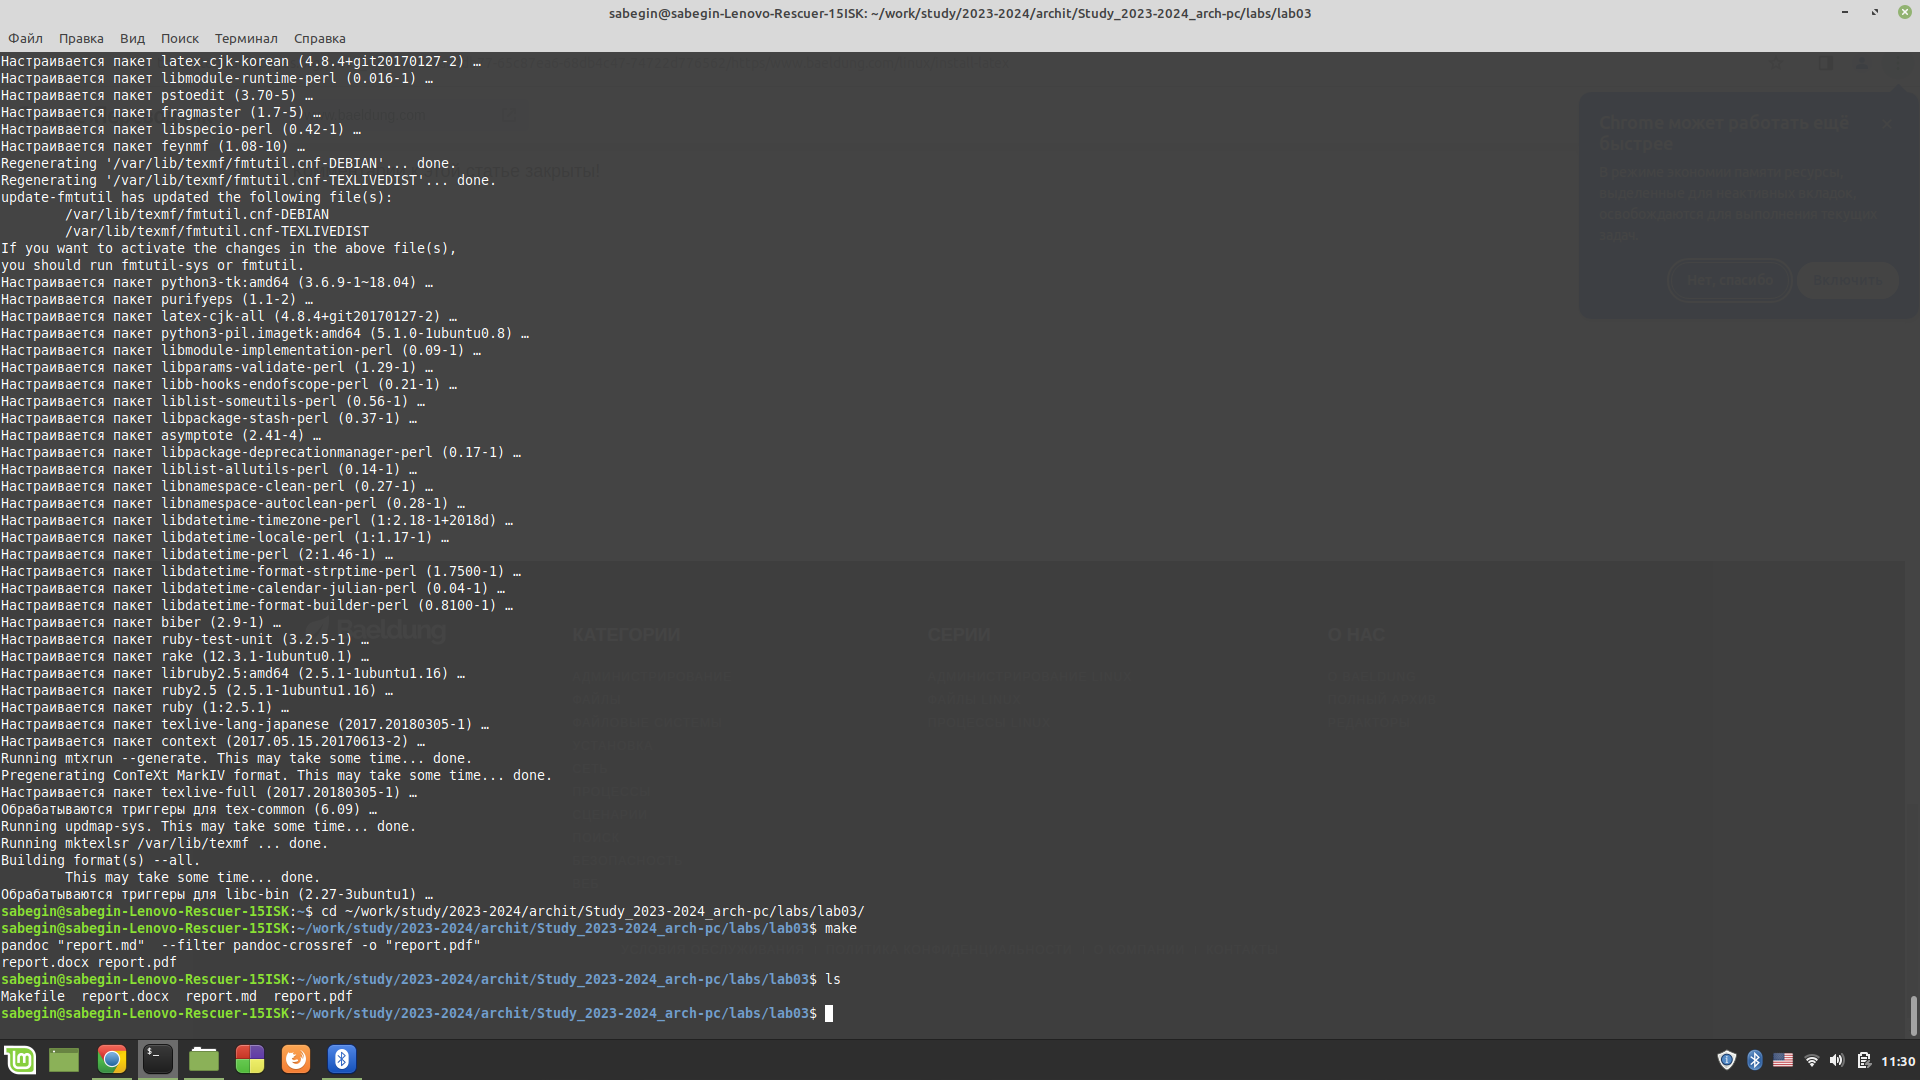 sabegin@sabegin-Lenovo-Rescuer-15ISK: ~/work/study/2023-2024/archit/Study_2023-2024_arch-pc/labs/lab03
Файл Правка Вид Поиск Терминал Справка
Настраивается пакет latex-cjk-korean (4.8.4+git20170127-2) …
Настраивается пакет libmodule-runtime-perl (0.016-1) …
Настраивается пакет pstoedit (3.70-5) …
Настраивается пакет fragmaster (1.7-5) …
Настраивается пакет libspecio-perl (0.42-1) …
Настраивается пакет feynmf (1.08-10) …
Regenerating '/var/lib/texmf/fmtutil.cnf-DEBIAN'... done.
Regenerating '/var/lib/texmf/fmtutil.cnf-TEXLIVEDIST'... done.
update-fmtutil has updated the following file(s):
        /var/lib/texmf/fmtutil.cnf-DEBIAN
        /var/lib/texmf/fmtutil.cnf-TEXLIVEDIST
If you want to activate the changes in the above file(s),
you should run fmtutil-sys or fmtutil.
Настраивается пакет python3-tk:amd64 (3.6.9-1~18.04) …
Настраивается пакет purifyeps (1.1-2) …
Настраивается пакет latex-cjk-all (4.8.4+git20170127-2) …
Настраивается пакет python3-pil.imagetk:amd64 (5.1.0-1ubuntu0.8) …
Настраивается пакет libmodule-implementation-perl (0.09-1) …
Настраивается пакет libparams-validate-perl (1.29-1) …
Настраивается пакет libb-hooks-endofscope-perl (0.21-1) …
Настраивается пакет liblist-someutils-perl (0.56-1) …
Настраивается пакет libpackage-stash-perl (0.37-1) …
Настраивается пакет asymptote (2.41-4) …
Настраивается пакет libpackage-deprecationmanager-perl (0.17-1) …
Настраивается пакет liblist-allutils-perl (0.14-1) …
Настраивается пакет libnamespace-clean-perl (0.27-1) …
Настраивается пакет libnamespace-autoclean-perl (0.28-1) …
Настраивается пакет libdatetime-timezone-perl (1:2.18-1+2018d) …
Настраивается пакет libdatetime-locale-perl (1:1.17-1) …
Настраивается пакет libdatetime-perl (2:1.46-1) …
Настраивается пакет libdatetime-format-strptime-perl (1.7500-1) …
Настраивается пакет libdatetime-calendar-julian-perl (0.04-1) …
Настраивается пакет libdatetime-format-builder-perl (0.8100-1) …
Настраивается пакет biber (2.9-1) …
Настраивается пакет ruby-test-unit (3.2.5-1) …
Настраивается пакет rake (12.3.1-1ubuntu0.1) …
Настраивается пакет libruby2.5:amd64 (2.5.1-1ubuntu1.16) …
Настраивается пакет ruby2.5 (2.5.1-1ubuntu1.16) …
Настраивается пакет ruby (1:2.5.1) …
Настраивается пакет texlive-lang-japanese (2017.20180305-1) …
Настраивается пакет context (2017.05.15.20170613-2) …
Running mtxrun --generate. This may take some time... done.
Pregenerating ConTeXt MarkIV format. This may take some time... done.
Настраивается пакет texlive-full (2017.20180305-1) …
Обрабатываются триггеры для tex-common (6.09) …
Running updmap-sys. This may take some time... done.
Running mktexlsr /var/lib/texmf ... done.
Building format(s) --all.
        This may take some time... done.
Обрабатываются триггеры для libc-bin (2.27-3ubuntu1) …
sabegin@sabegin-Lenovo-Rescuer-15ISK:~$ cd ~/work/study/2023-2024/archit/Study_2023-2024_arch-pc/labs/lab03/
sabegin@sabegin-Lenovo-Rescuer-15ISK:~/work/study/2023-2024/archit/Study_2023-2024_arch-pc/labs/lab03$ make
pandoc "report.md"  --filter pandoc-crossref -o "report.pdf"
report.docx report.pdf
sabegin@sabegin-Lenovo-Rescuer-15ISK:~/work/study/2023-2024/archit/Study_2023-2024_arch-pc/labs/lab03$ ls
Makefile  report.docx  report.md  report.pdf
sabegin@sabegin-Lenovo-Rescuer-15ISK:~/work/study/2023-2024/archit/Study_2023-2024_arch-pc/labs/lab03$
Chrome может работать ещё
быстрее
Нет, спасибо
Baeldung
КАТЕГОРИИ
СЕРИИ
О НАС
11:30